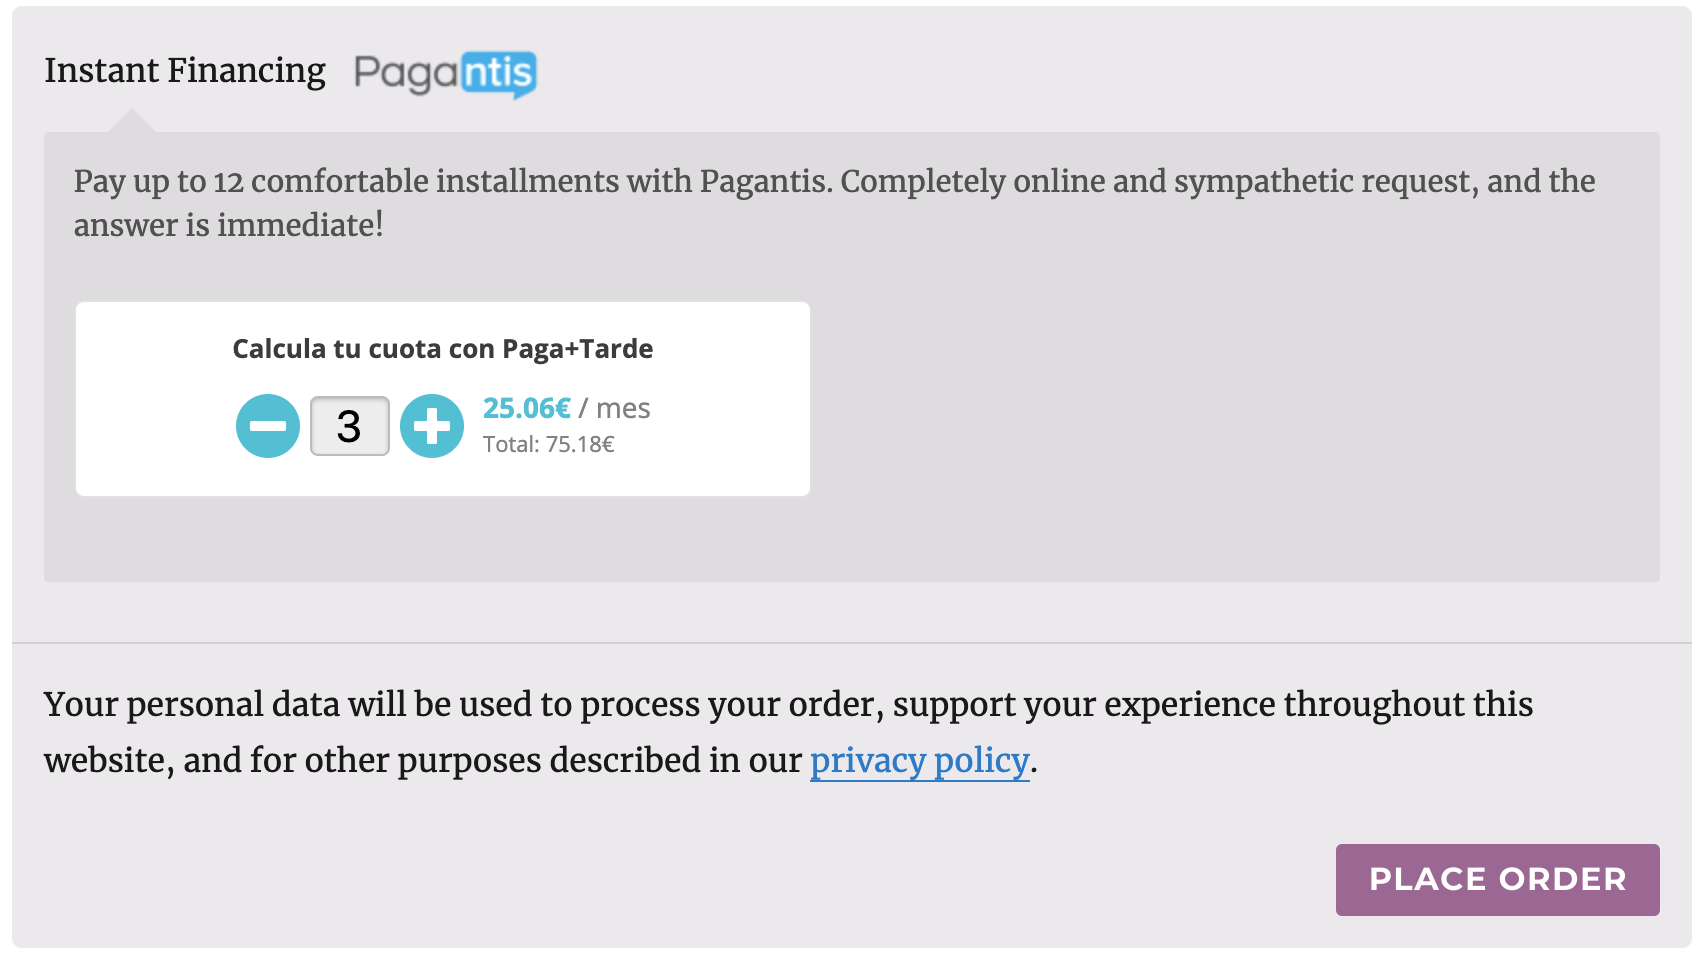 Instant Financing Pagantis
Pay up to 12 comfortable installments with Pagantis. Completely online and sympathetic request, and the
answer is immediate!
Calcula tu cuota con Paga+Tarde
3
25.06€ / mes
Total: 75.18€
Your personal data will be used to process your order, support your experience throughout this
website, and for other purposes described in our privacy policy.
PLACE ORDER